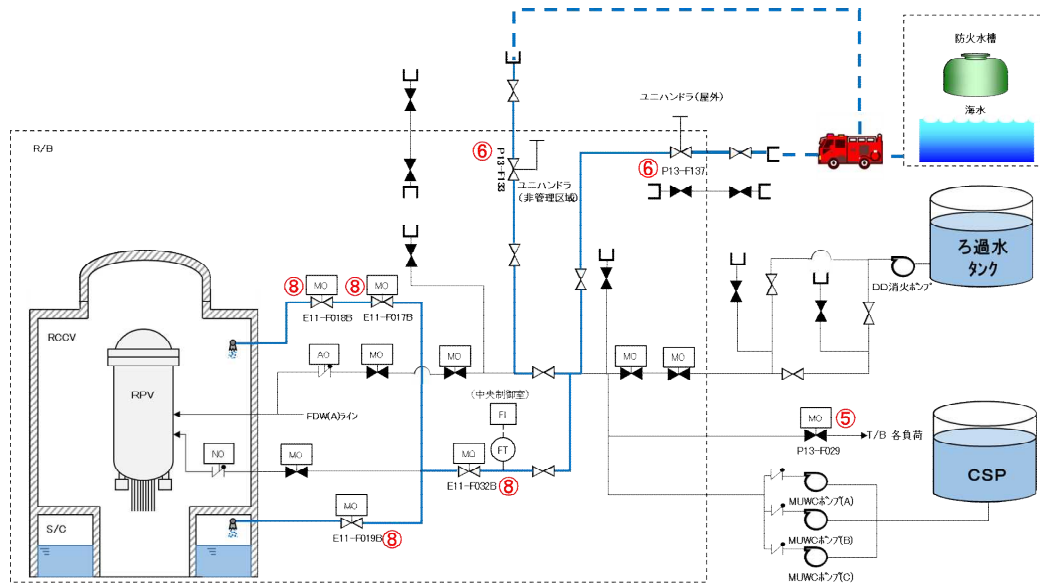 防火水槽
海水
ユニハンドラ(屋外)
R/B
⑥
P13-F133
ユニハンドラ
(非管理区域)
⑥
P13-F137
ろ過水
タンク
DD消火ポンプ
⑧
MO
⑧
MO
E11-F018B
E11-F017B
RCCV
AO
MO
MO
MO
MO
RPV
(中央制御室)
FI
FDW(A)ライン
MO
⑤
T/B 各負荷
P13-F029
FT
NO
MO
MO
E11-F032B
⑧
CSP
MUWCポンプ(A)
S/C
MO
E11-F019B
⑧
MUWCポンプ(B)
MUWCポンプ(C)